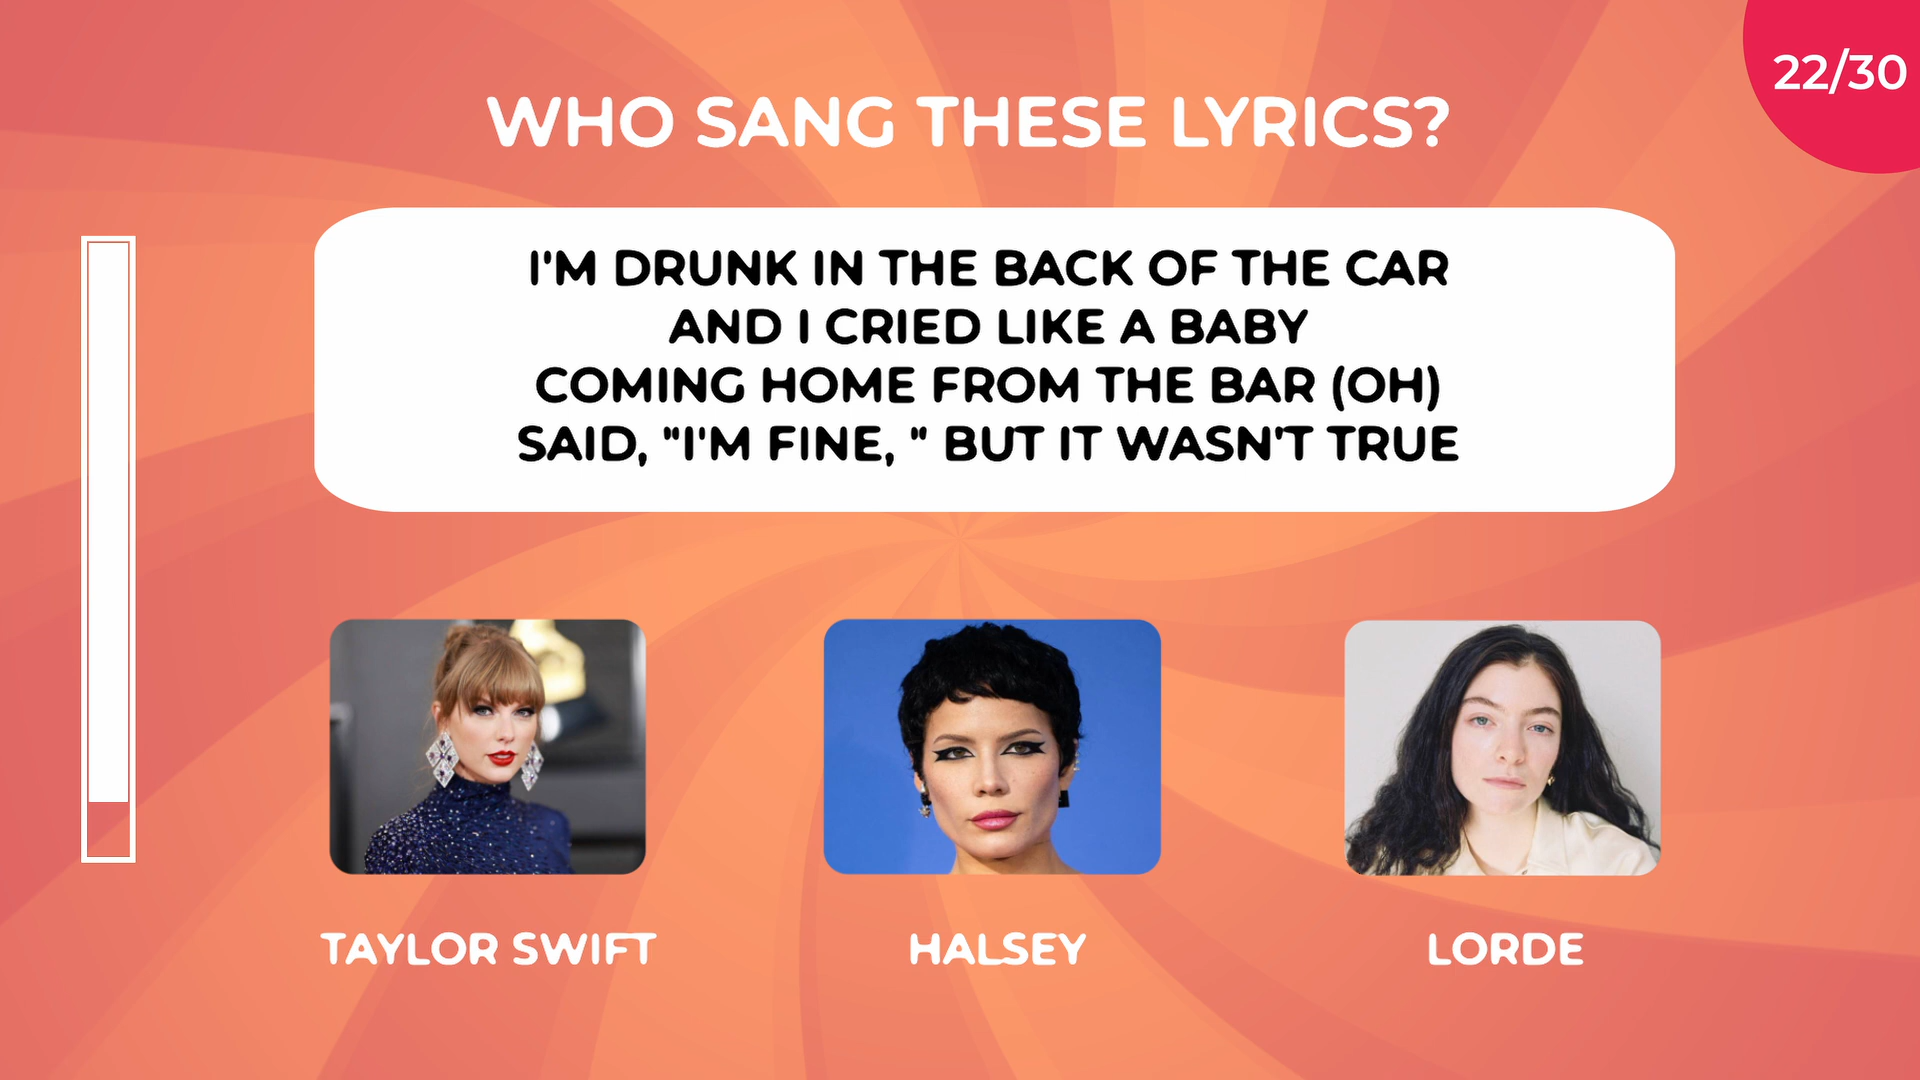 22/30
WHO SANG THESE LYRICS?
I'M DRUNK IN THE BACK OF THE CAR
AND I CRIED LIKE A BABY
COMING HOME FROM THE BAR (OH)
SAID, "I'M FINE, " BUT IT WASN'T TRUE
TAYLOR SWIFT
HALSEY
LORDE